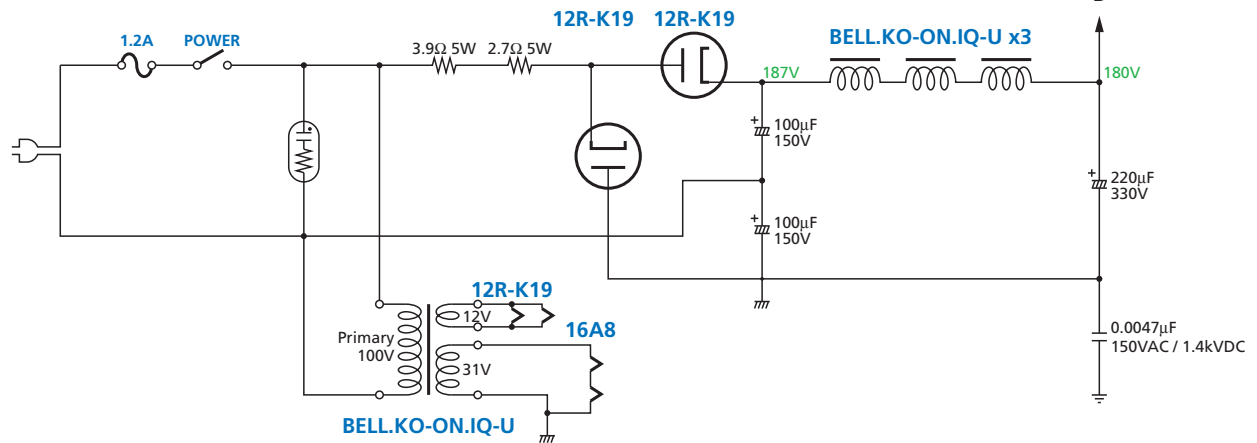 12R-K19 12R-K19
1.2A POWER
BELL.KO-ON.IQ-U x3
3.9Ω 5W 2.7Ω 5W
187V 180V
100μF
150V
220μF
330V
100μF
150V
12R-K19
12V
16A8
Primary
100V
31V
0.0047μF
150VAC / 1.4kVDC
BELL.KO-ON.IQ-U